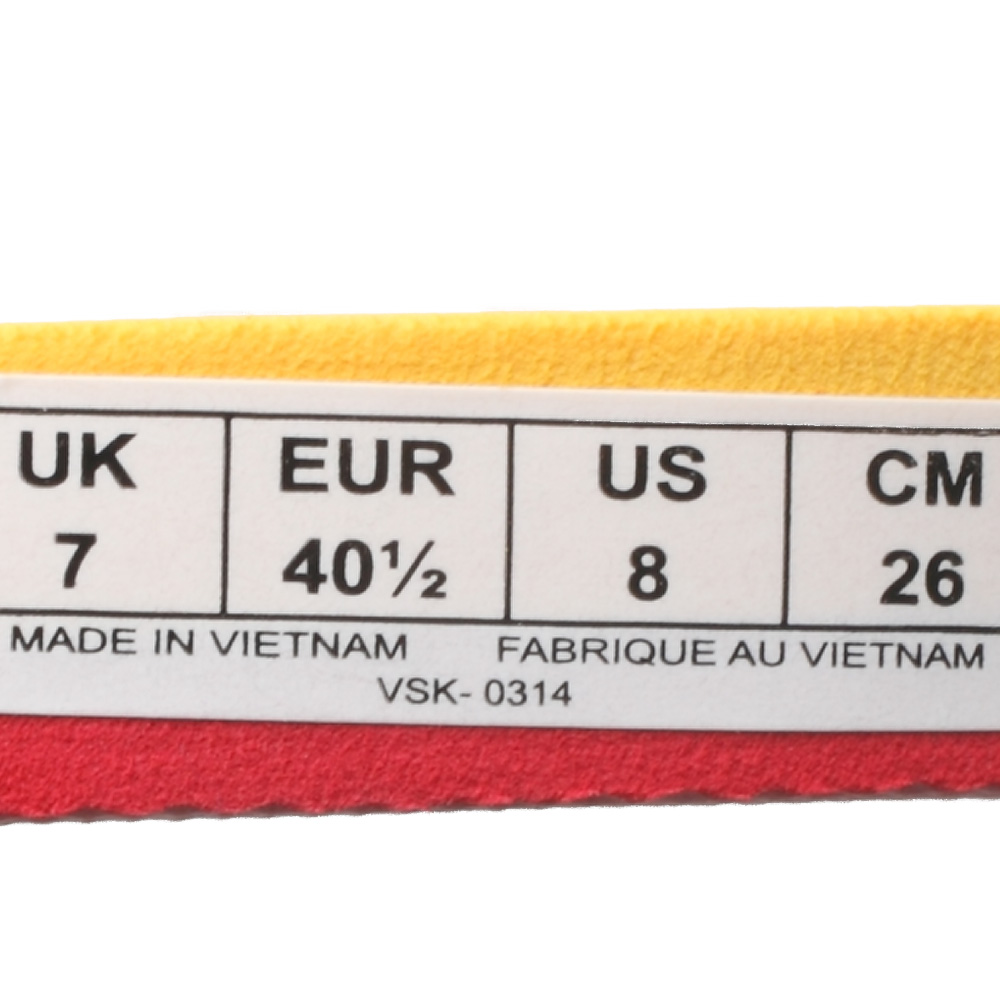 UK EUR US CM
7 40½ 8 26
MADE IN VIETNAM FABRIQUE AU VIETNAM
VSK- 0314